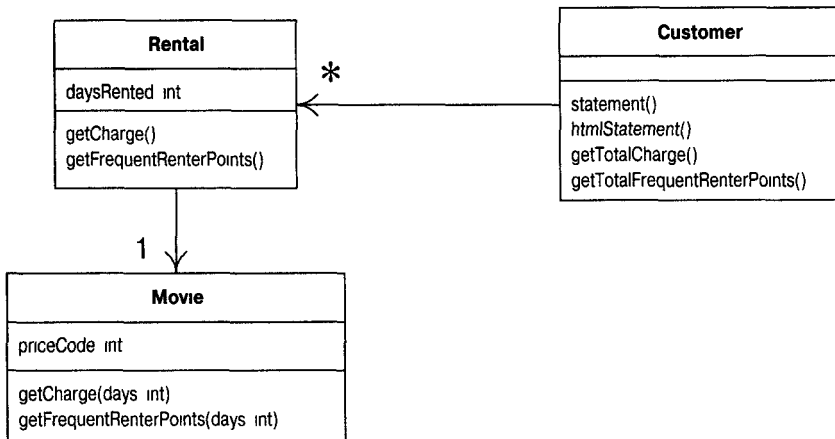 Rental
daysRented int
getCharge()
getFrequentRenterPoints()
*
Customer
statement()
htmlStatement()
getTotalCharge()
getTotalFrequentRenterPoints()
1
Movie
priceCode int
getCharge(days int)
getFrequentRenterPoints(days int)